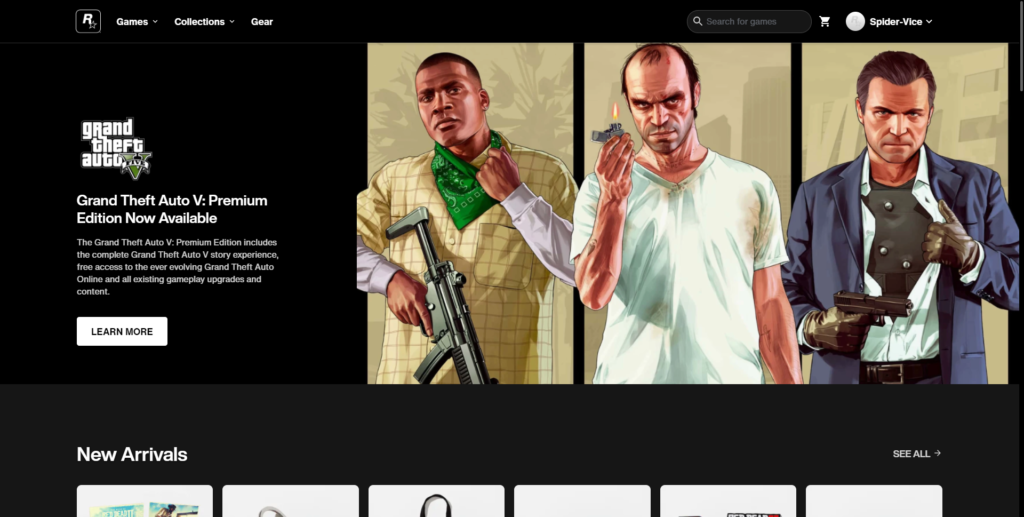 R
Games
Collections
Gear
Search for games
Spider-Vice
grand
theft
auto V
FIVE
Grand Theft Auto V: Premium
Edition Now Available
The Grand Theft Auto V: Premium Edition includes
the complete Grand Theft Auto V story experience,
free access to the ever evolving Grand Theft Auto
Online and all existing gameplay upgrades and
content.
LEARN MORE
New Arrivals
SEE ALL